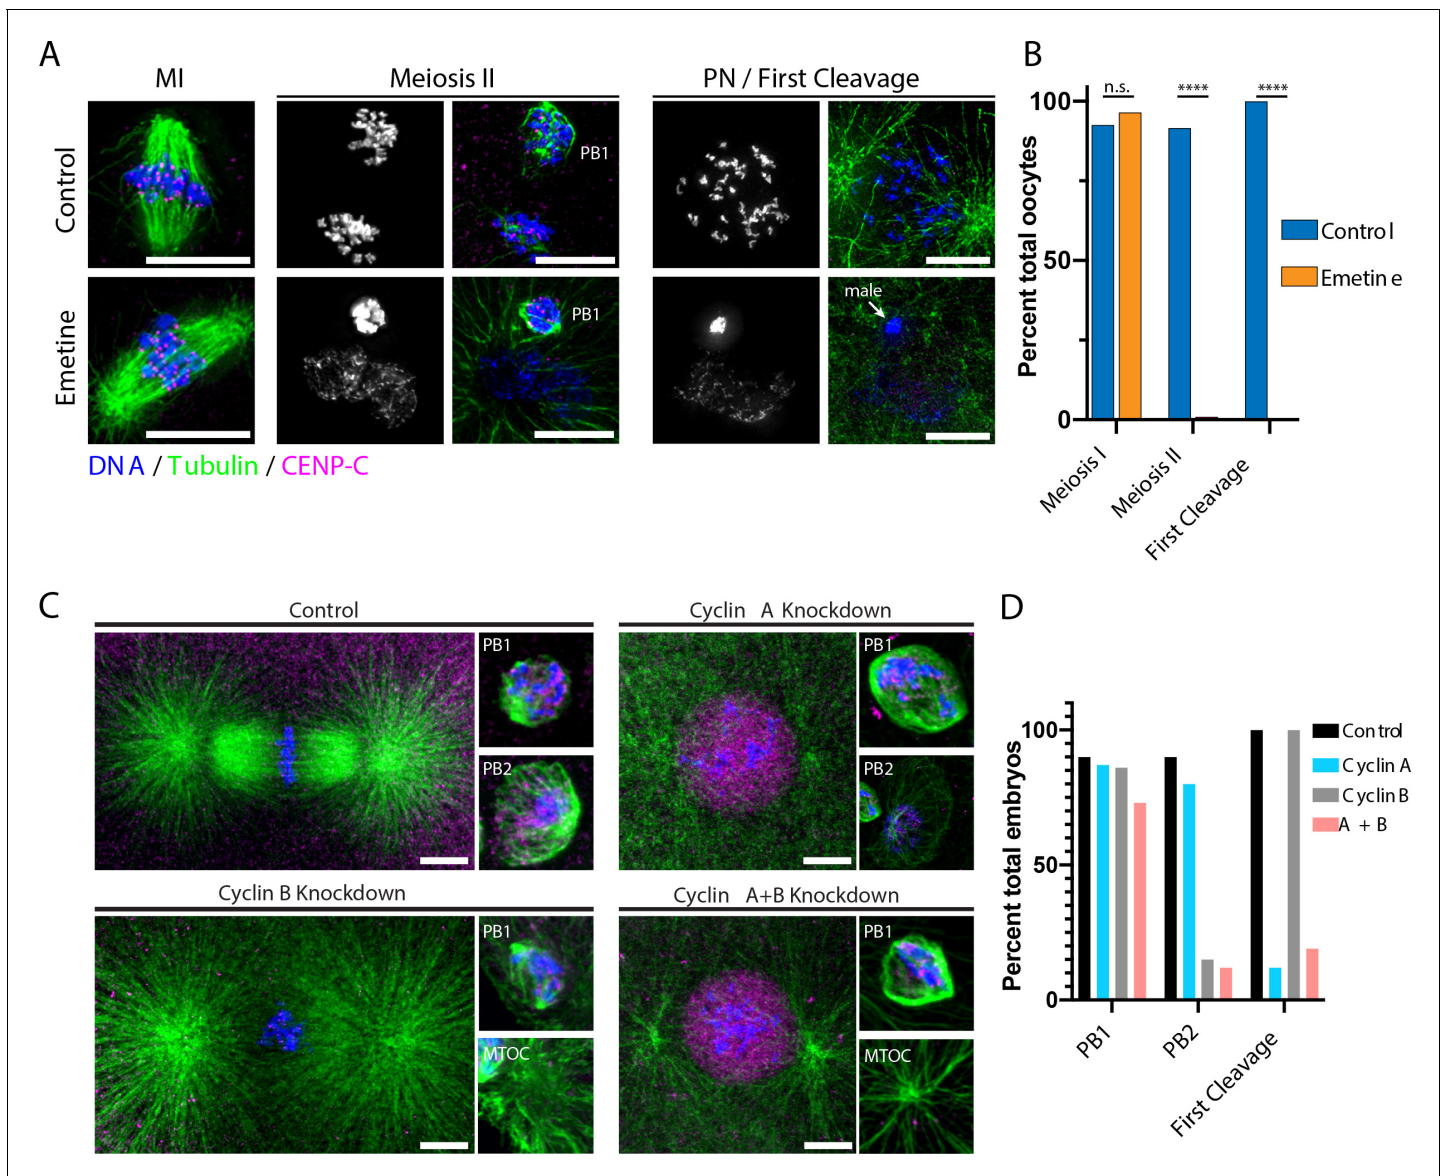 A
MI
Meiosis II
PN / First Cleavage
Control
PB1
Emetine
PB1
male
DNA / Tubulin / CENP-C
B
Percent total oocytes
100
50
0
n.s.
****
****
Control
Emetine
Meiosis I
Meiosis II
First Cleavage
C
Control
PB1
PB2
Cyclin A Knockdown
PB1
PB2
Cyclin B Knockdown
PB1
MTOC
Cyclin A+B Knockdown
PB1
MTOC
D
Percent total embryos
100
50
0
Control
Cyclin A
Cyclin B
A + B
PB1
PB2
First Cleavage